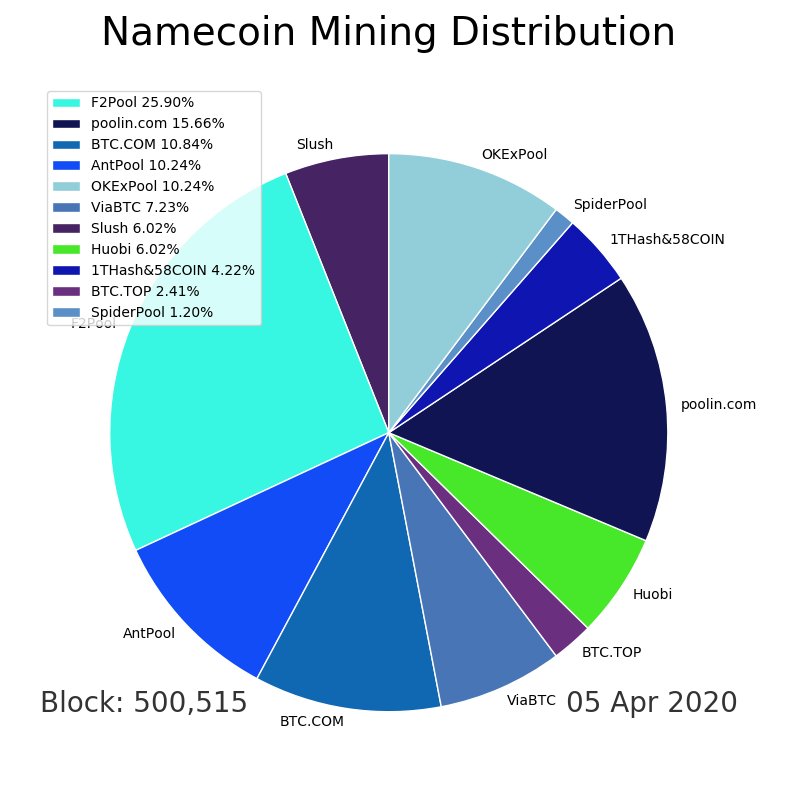 Namecoin Mining Distribution
F2Pool 25.90%
poolin.com 15.66%
BTC.COM 10.84%
AntPool 10.24%
OKExPool 10.24%
ViaBTC 7.23%
Slush 6.02%
Huobi 6.02%
1THash&58COIN 4.22%
BTC.TOP 2.41%
SpiderPool 1.20%
Slush
OKExPool
SpiderPool
1THash&58COIN
F2Pool
poolin.com
Huobi
AntPool
BTC.TOP
ViaBTC
BTC.COM
Block: 500,515
05 Apr 2020